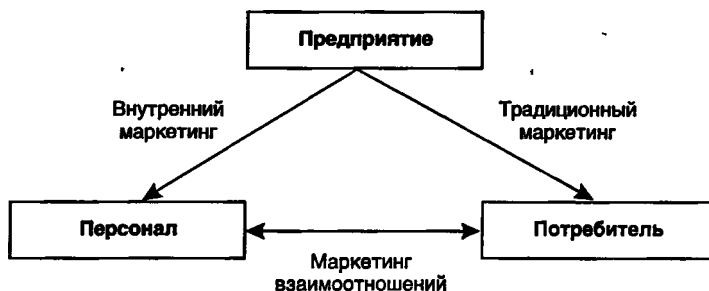 Предприятие
Внутренний
маркетинг
Традиционный
маркетинг
Персонал
Потребитель
Маркетинг
взаимоотношений